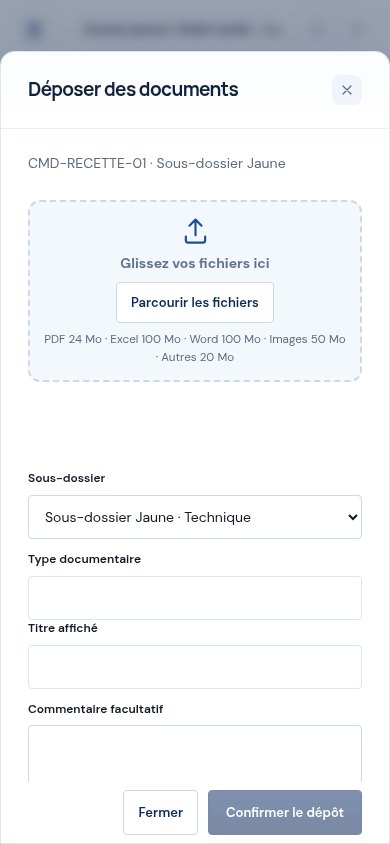 Déposer des documents
CMD-RECETTE-01 · Sous-dossier Jaune
Glissez vos fichiers ici
Parcourir les fichiers
PDF 24 Mo · Excel 100 Mo · Word 100 Mo · Images 50 Mo
· Autres 20 Mo
Sous-dossier
Sous-dossier Jaune · Technique
Type documentaire
Titre affiché
Commentaire facultatif
Fermer
Confirmer le dépôt